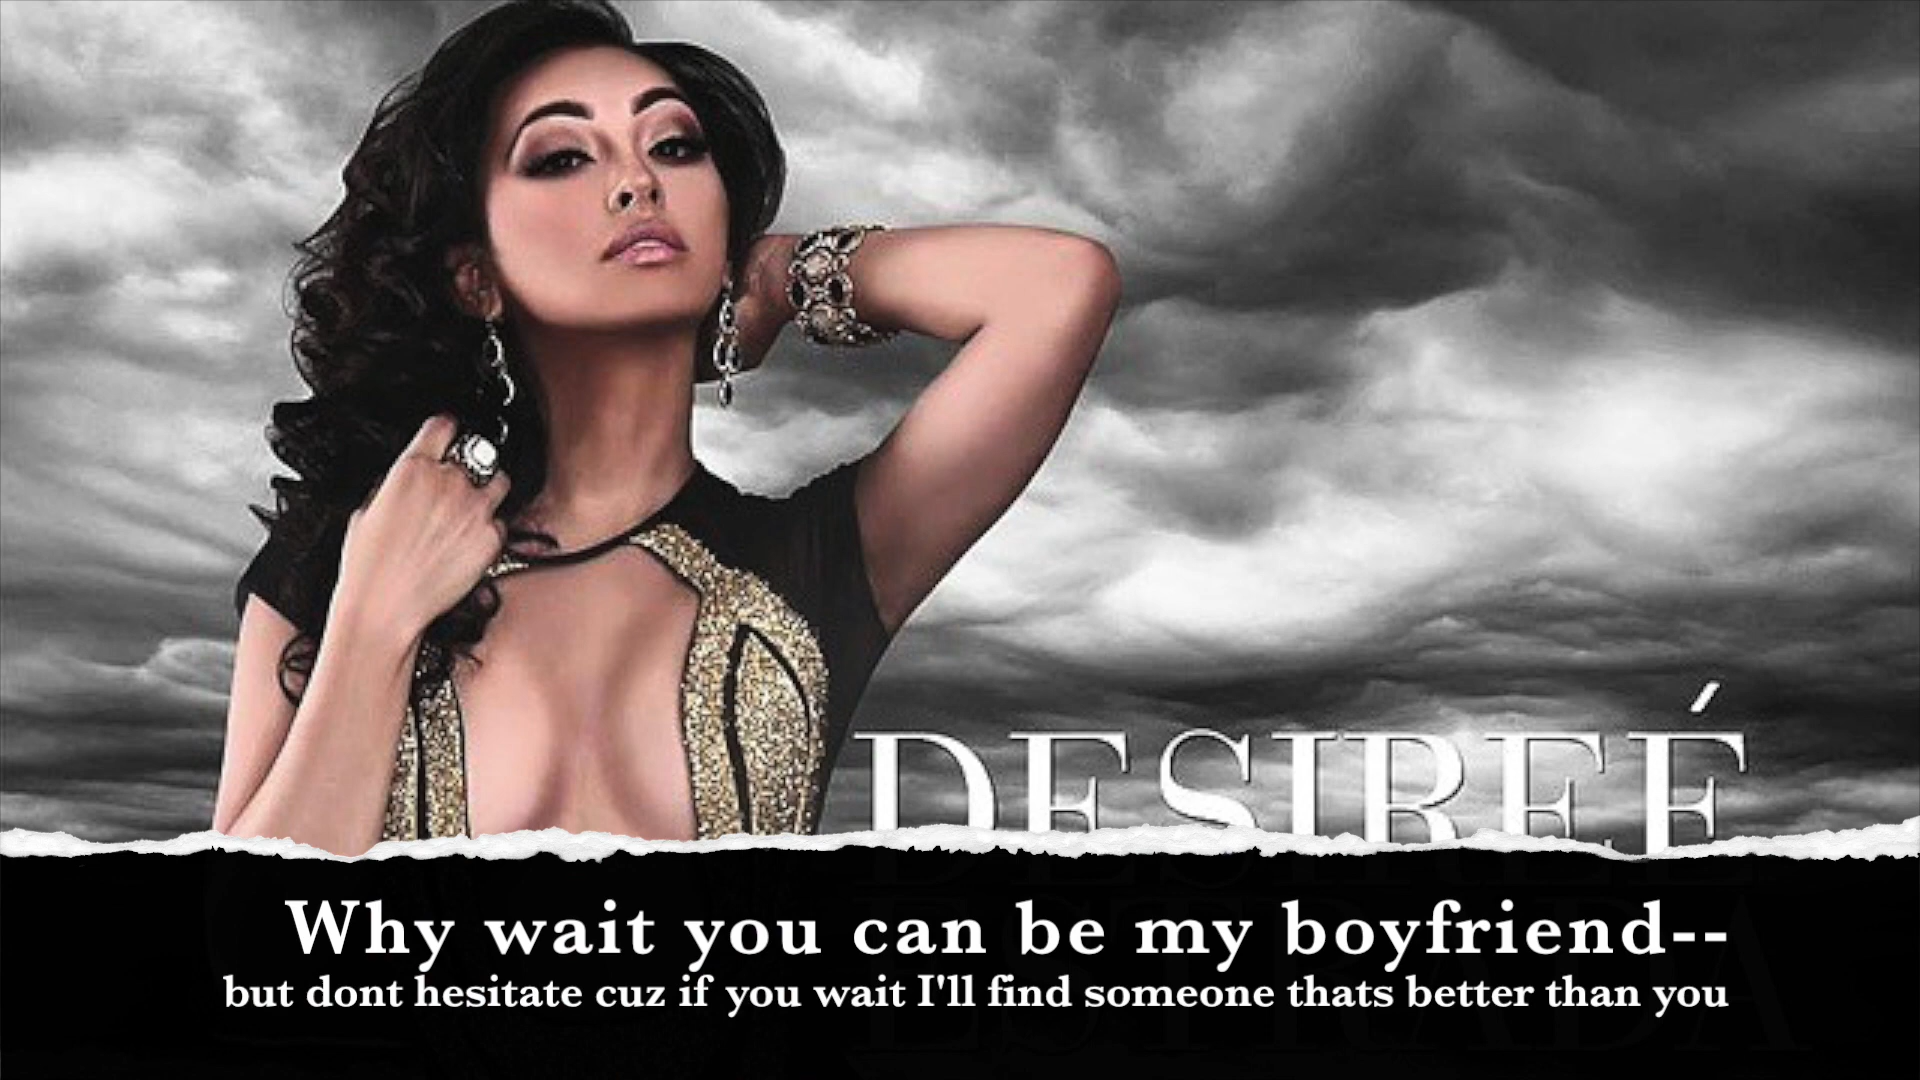 DESIREÉ
Why wait you can be my boyfriend--
but dont hesitate cuz if you wait I'll find someone thats better than you